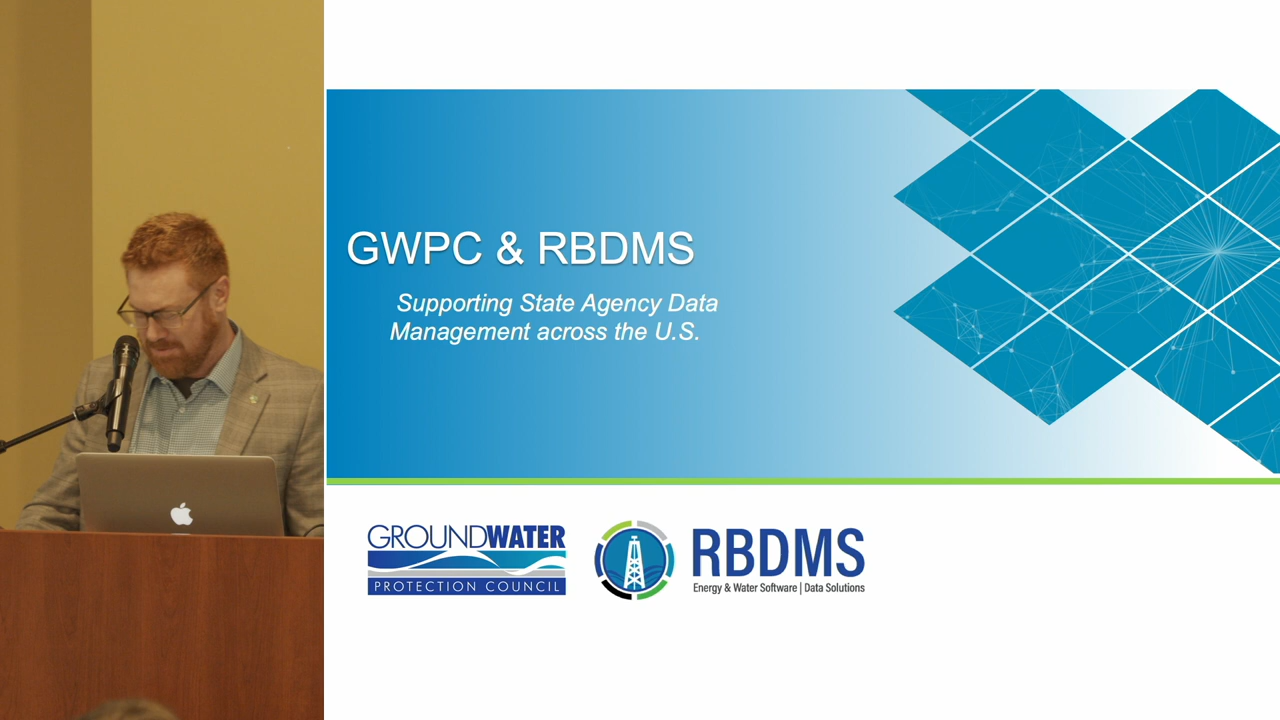 GWPC & RBDMS
Supporting State Agency Data
Management across the U.S.
GROUNDWATER
PROTECTION COUNCIL
RBDMS
Energy & Water Software | Data Solutions